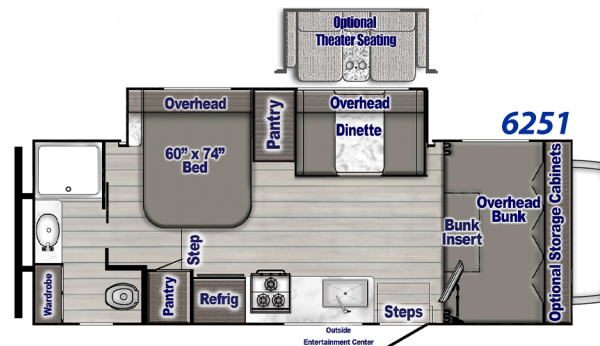 Optional
Theater Seating
Overhead
Pantry
Overhead
6251
Dinette
60” x 74”
Bed
Overhead
Bunk
Bunk
Insert
Optional Storage Cabinets
Step
Wardrobe
Pantry
Refrig
Steps
Outside
Entertainment Center